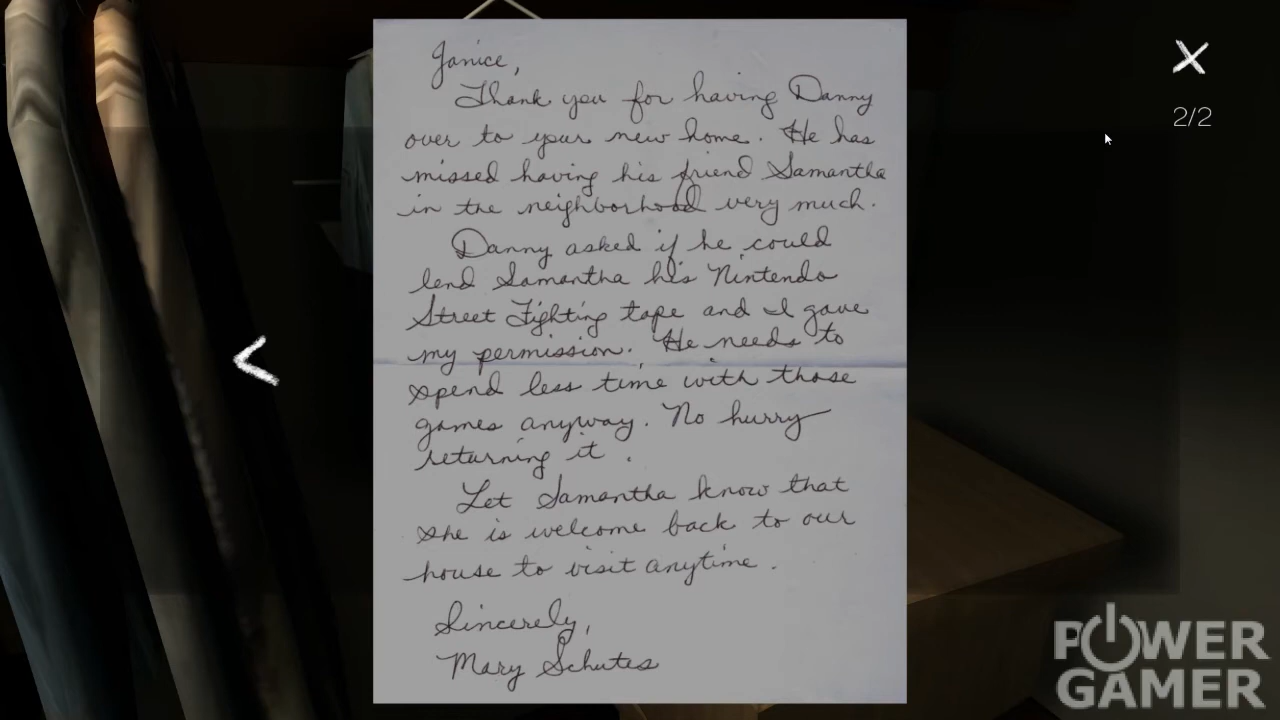 Janice,
Thank you for having Danny
over to your new home. He has
missed having his friend Samantha
in the neighborhood very much.
Danny asked if he could
lend Samantha his Nintendo
Street Fighting tape and I gave
my permission. He needs to
spend less time with those
games anyway. No hurry
returning it.
Let Samantha know that
she is welcome back to our
house to visit anytime.
Sincerely,
Mary Schutes
2/2
POWER
GAMER